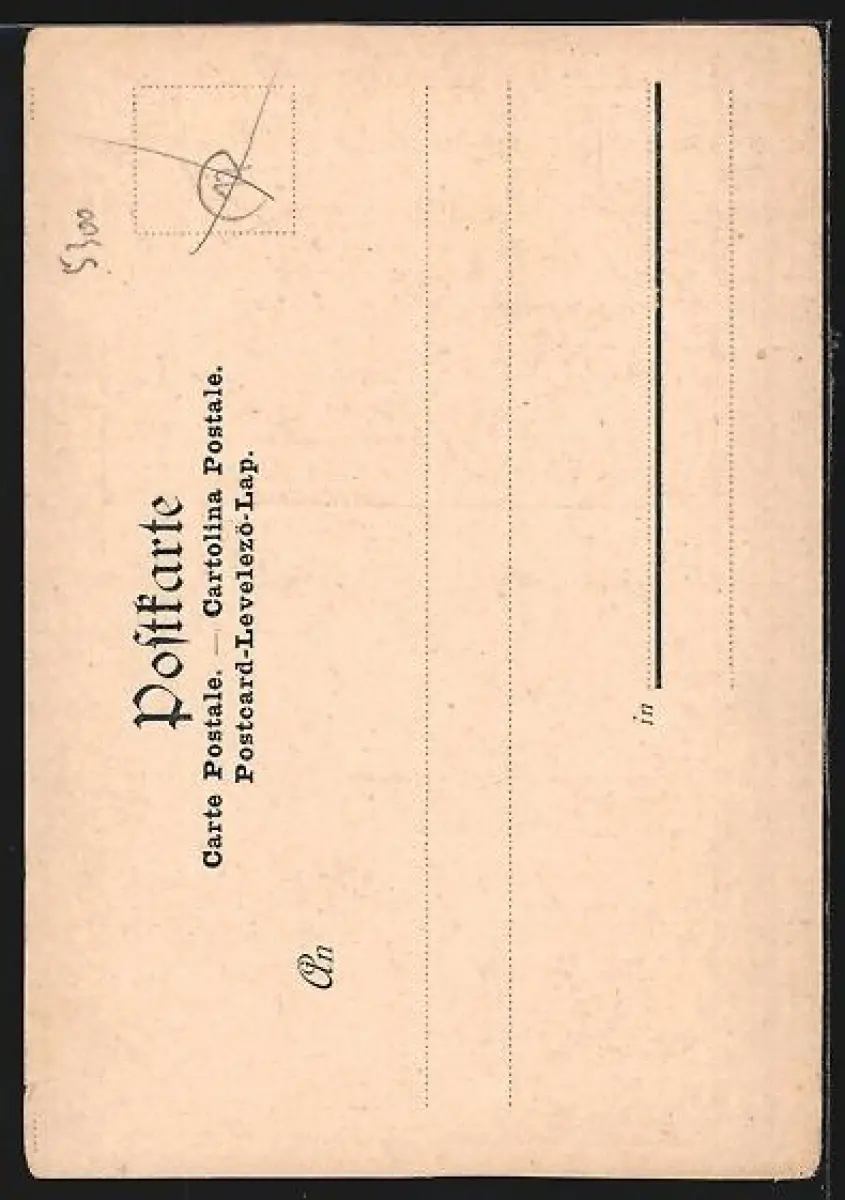 5300
Postkarte
Carte Postale. — Cartolina Postale.
Postcard-Levelező-Lap.
An
in